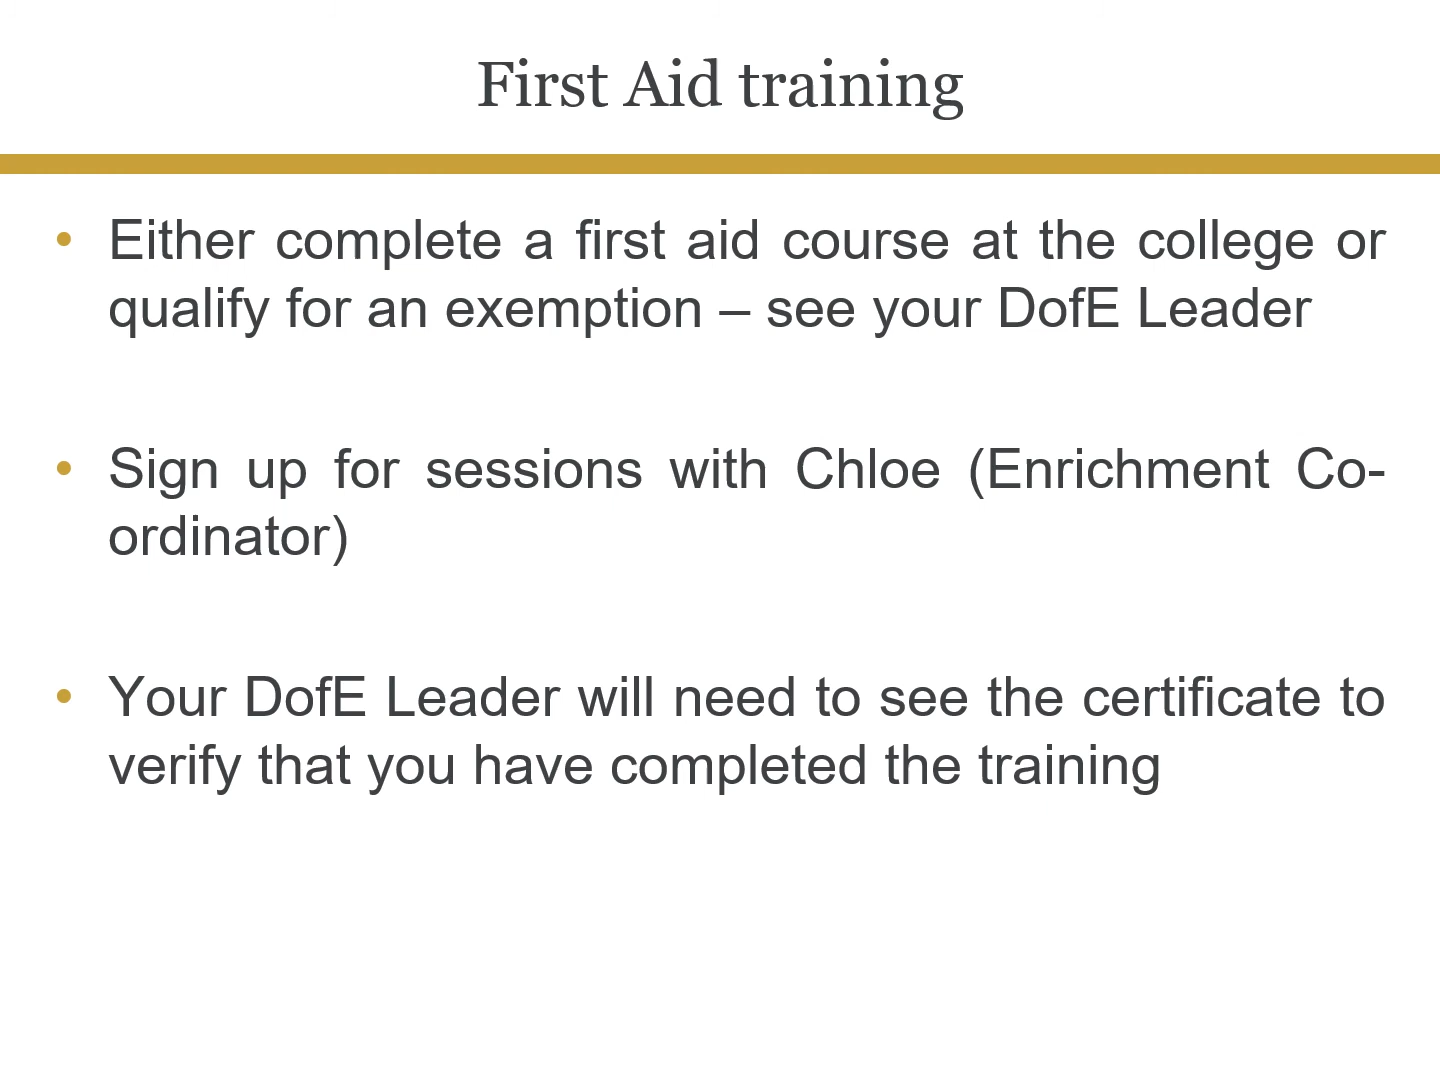 First Aid training
• Either complete a first aid course at the college or
qualify for an exemption – see your DofE Leader
• Sign up for sessions with Chloe (Enrichment Co-
ordinator)
• Your DofE Leader will need to see the certificate to
verify that you have completed the training